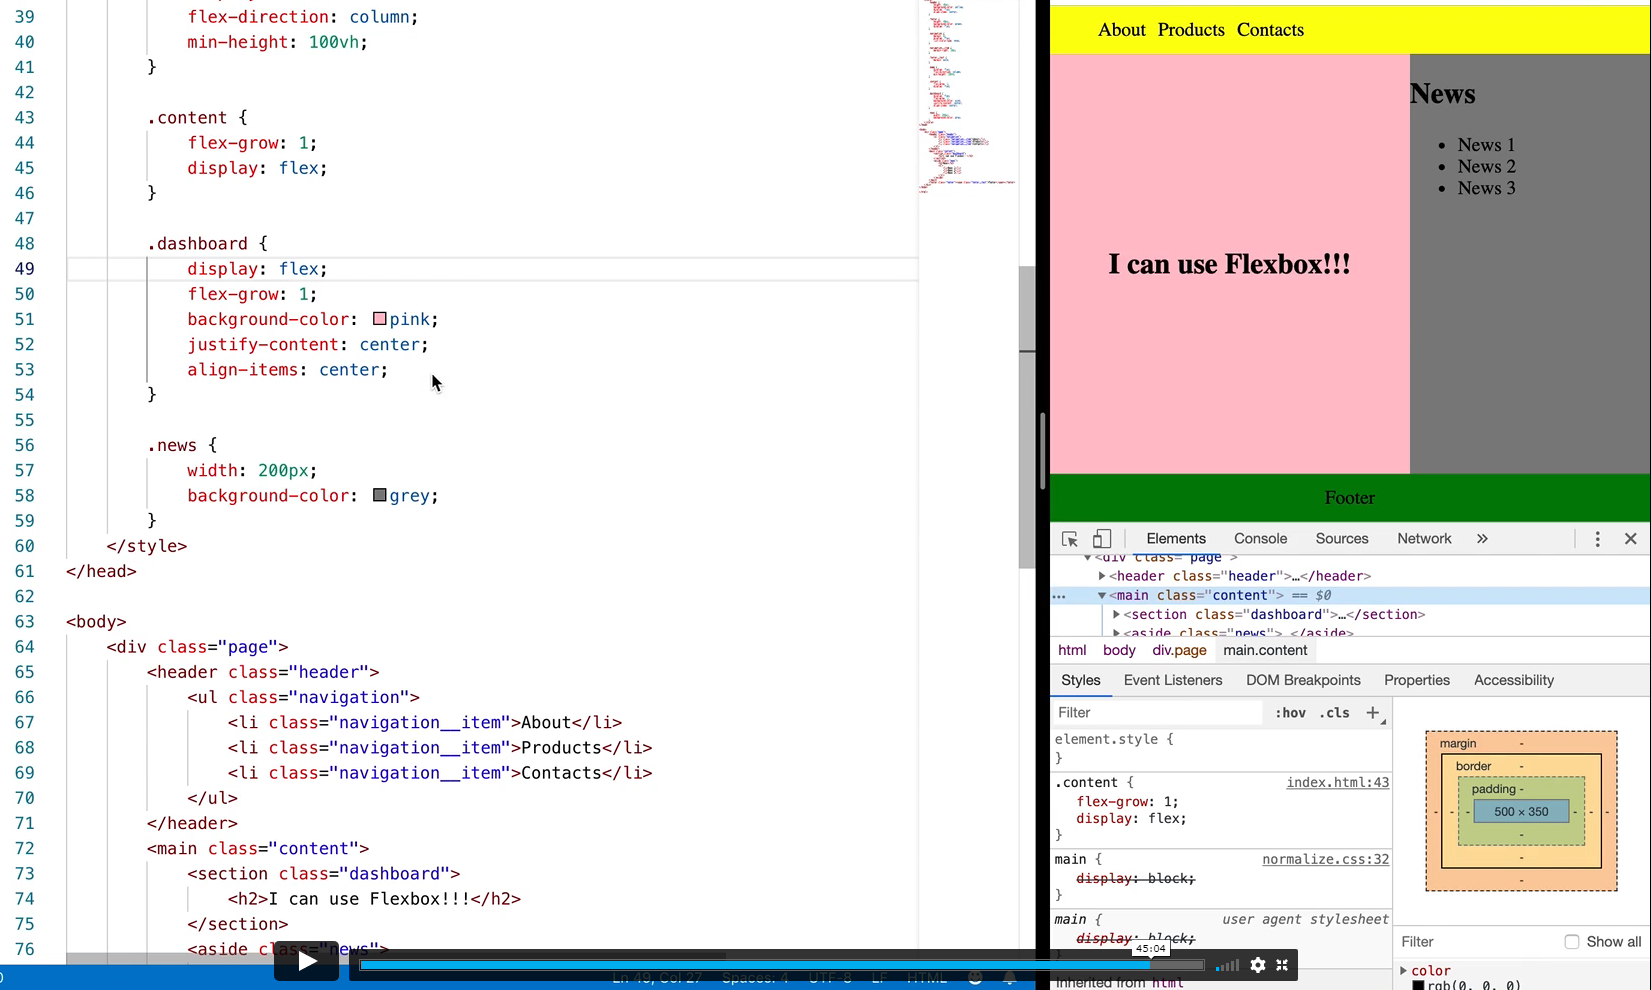 39 flex-direction: column;
40 min-height: 100vh;
41 }
42
43 .content {
44 flex-grow: 1;
45 display: flex;
46 }
47
48 .dashboard {
49 display: flex;
50 flex-grow: 1;
51 background-color: pink;
52 justify-content: center;
53 align-items: center;
54 }
55
56 .news {
57 width: 200px;
58 background-color: grey;
59 }
60 </style>
61 </head>
62
63 <body>
64 <div class="page">
65 <header class="header">
66 <ul class="navigation">
67 <li class="navigation__item">About</li>
68 <li class="navigation__item">Products</li>
69 <li class="navigation__item">Contacts</li>
70 </ul>
71 </header>
72 <main class="content">
73 <section class="dashboard">
74 <h2>I can use Flexbox!!!</h2>
75 </section>
76 <aside class="news">
Ln 49, Col 27 Spaces: 4 UTF-8 LF HTML
45:04
About Products Contacts
I can use Flexbox!!!
News
• News 1
• News 2
• News 3
Footer
Elements Console Sources Network »
<div class="page">
<header class="header">…</header>
<main class="content"> == $0
<section class="dashboard">…</section>
<aside class="news"> </aside>
html body div.page main.content
Styles Event Listeners DOM Breakpoints Properties Accessibility
Filter :hov .cls +
element.style {
}
.content { index.html:43
flex-grow: 1;
display: flex;
}
main { normalize.css:32
display: block;
}
main { user agent stylesheet
display: block;
}
Inherited from html
margin -
border -
padding -
- - - 500 × 350 - - -
-
-
-
Filter Show all
color
rgb(0, 0, 0)